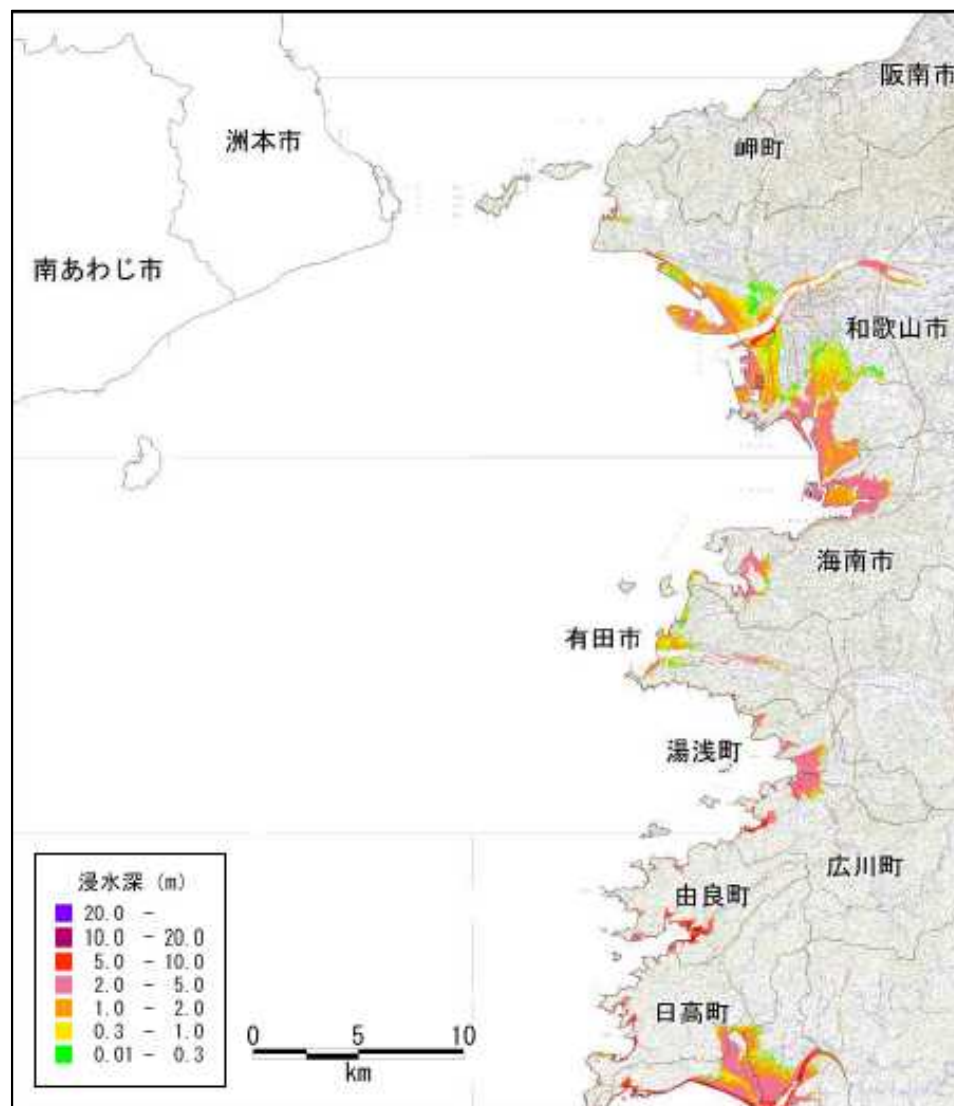 阪南市
洲本市
岬町
南あわじ市
和歌山市
海南市
有田市
湯浅町
広川町
由良町
日高町
浸水深 (m)
20.0 -
10.0 - 20.0
5.0 - 10.0
2.0 - 5.0
1.0 - 2.0
0.3 - 1.0
0.01 - 0.3
0 5 10
km